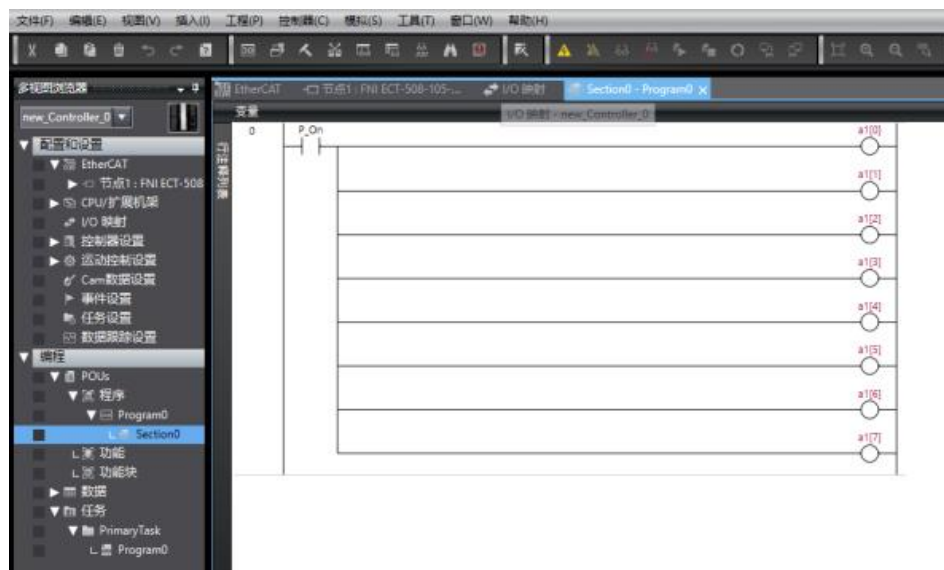 文件(F) 编辑(E) 视图(V) 插入(I) 工程(P) 控制器(C) 模拟(S) 工具(T) 窗口(W) 帮助(H)
多视图浏览器
new_Controller_0
配置和设置
EtherCAT
节点1 : FNI ECT-508
CPU/扩展机架
I/O 映射
控制器设置
运动控制设置
Cam数据设置
事件设置
任务设置
数据跟踪设置
编程
POUs
程序
Program0
Section0
功能
功能块
数据
任务
PrimaryTask
Program0
EtherCAT 节点1 : FNI ECT-508-105-... I/O 映射 Section0 - Program0 x
变量
I/O 映射 - new_Controller_0
行注释列表
0 P_On a1[0]
a1[1]
a1[2]
a1[3]
a1[4]
a1[5]
a1[6]
a1[7]